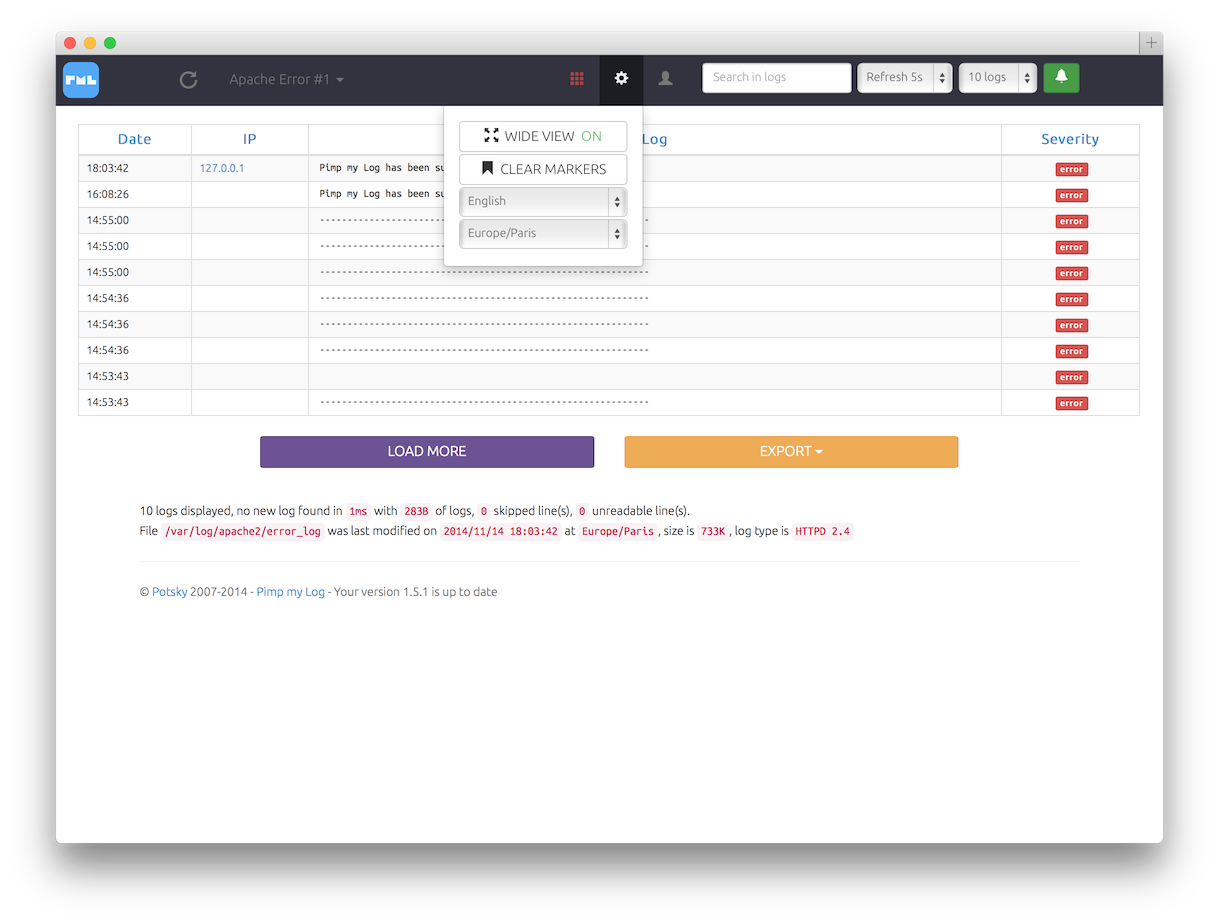 PML
Apache Error #1
Search in logs
Refresh 5s
10 logs
WIDE VIEW ON
CLEAR MARKERS
English
Europe/Paris
Date IP Log Severity
18:03:42 127.0.0.1 Pimp my Log has been su error
16:08:26 Pimp my Log has been su error
14:55:00 - error
14:55:00 - error
14:55:00 ------------------------------------------------------------ error
14:54:36 ------------------------------------------------------------ error
14:54:36 ------------------------------------------------------------ error
14:54:36 ------------------------------------------------------------ error
14:53:43 error
14:53:43 ------------------------------------------------------------ error
LOAD MORE
EXPORT
10 logs displayed, no new log found in 1ms with 283B of logs, 0 skipped line(s), 0 unreadable line(s).
File /var/log/apache2/error_log was last modified on 2014/11/14 18:03:42 at Europe/Paris , size is 733K , log type is HTTPD 2.4
© Potsky 2007-2014 - Pimp my Log - Your version 1.5.1 is up to date